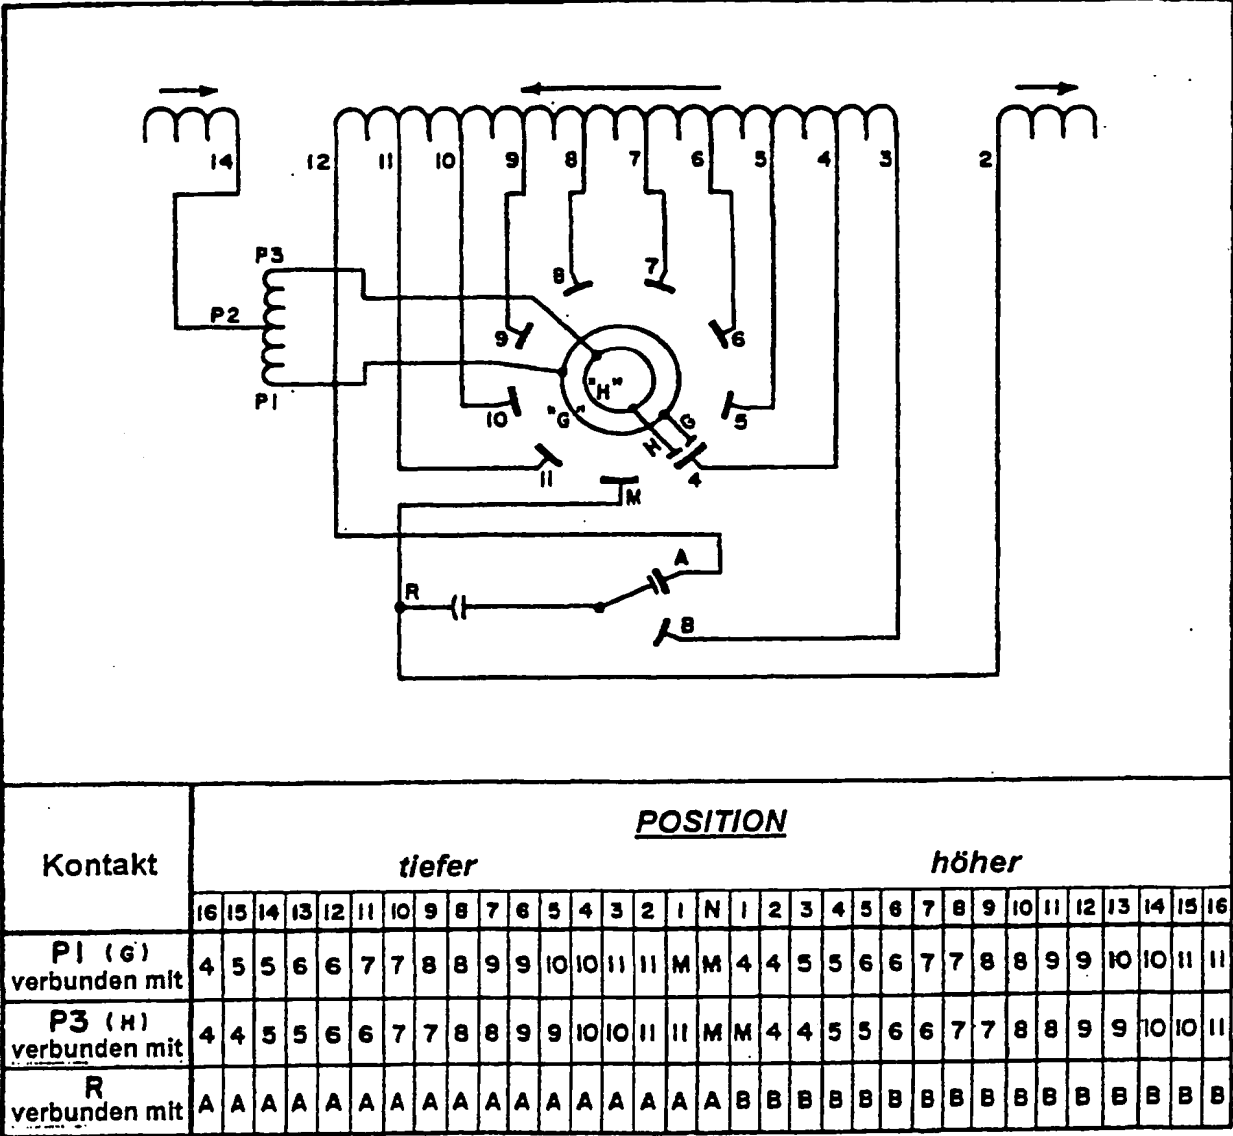 14 12 11 10 9 8 7 6 5 4 3 2
P3
8 7
P2
9 6
"H"
P1
10 "G" G 5
H
11 4
M
A
R
B
POSITION
Kontakt tiefer höher
16 15 14 13 12 11 10 9 8 7 6 5 4 3 2 1 N 1 2 3 4 5 6 7 8 9 10 11 12 13 14 15 16
P1 (G)
verbunden mit 4 5 5 6 6 7 7 8 8 9 9 10 10 11 11 M M 4 4 5 5 6 6 7 7 8 8 9 9 10 10 11 11
P3 (H)
verbunden mit 4 4 5 5 6 6 7 7 8 8 9 9 10 10 11 11 M M 4 4 5 5 6 6 7 7 8 8 9 9 10 10 11
R
verbunden mit A A A A A A A A A A A A A A A A A B B B B B B B B B B B B B B B B